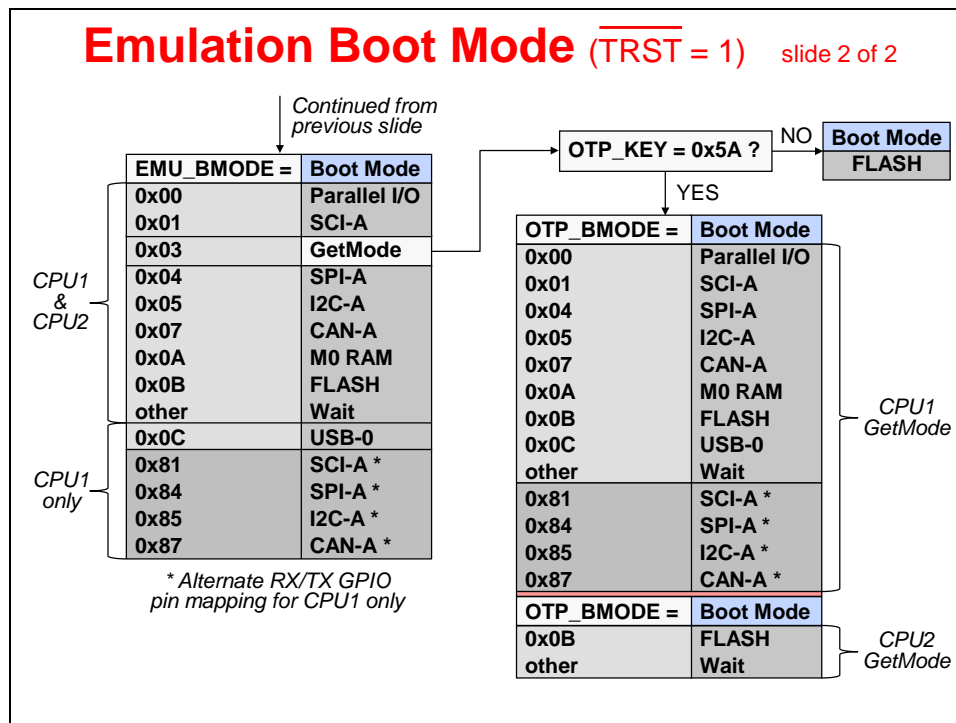 Emulation Boot Mode (TRST = 1) slide 2 of 2
Continued from
previous slide
EMU_BMODE = Boot Mode
0x00 Parallel I/O
0x01 SCI-A
0x03 GetMode
0x04 SPI-A
0x05 I2C-A
0x07 CAN-A
0x0A M0 RAM
0x0B FLASH
other Wait
0x0C USB-0
0x81 SCI-A *
0x84 SPI-A *
0x85 I2C-A *
0x87 CAN-A *
CPU1
&
CPU2
CPU1
only
* Alternate RX/TX GPIO
pin mapping for CPU1 only
OTP_KEY = 0x5A ?
NO
Boot Mode
FLASH
YES
OTP_BMODE = Boot Mode
0x00 Parallel I/O
0x01 SCI-A
0x04 SPI-A
0x05 I2C-A
0x07 CAN-A
0x0A M0 RAM
0x0B FLASH
0x0C USB-0
other Wait
0x81 SCI-A *
0x84 SPI-A *
0x85 I2C-A *
0x87 CAN-A *
CPU1
GetMode
OTP_BMODE = Boot Mode
0x0B FLASH
other Wait
CPU2
GetMode